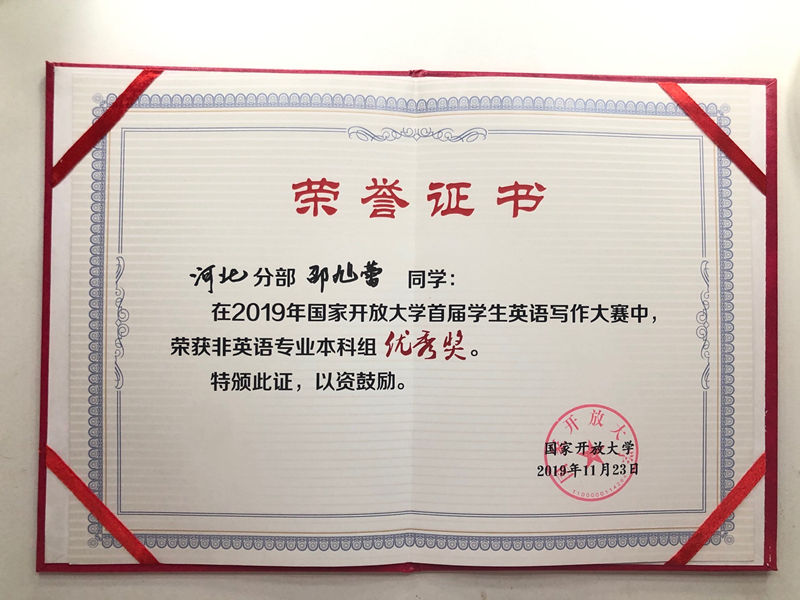 荣誉证书
河北分部 邵旭蕾 同学：
在2019年国家开放大学首届学生英语写作大赛中，
荣获非英语专业本科组 优秀奖。
特颁此证，以资鼓励。
国家开放大学
2019年11月23日